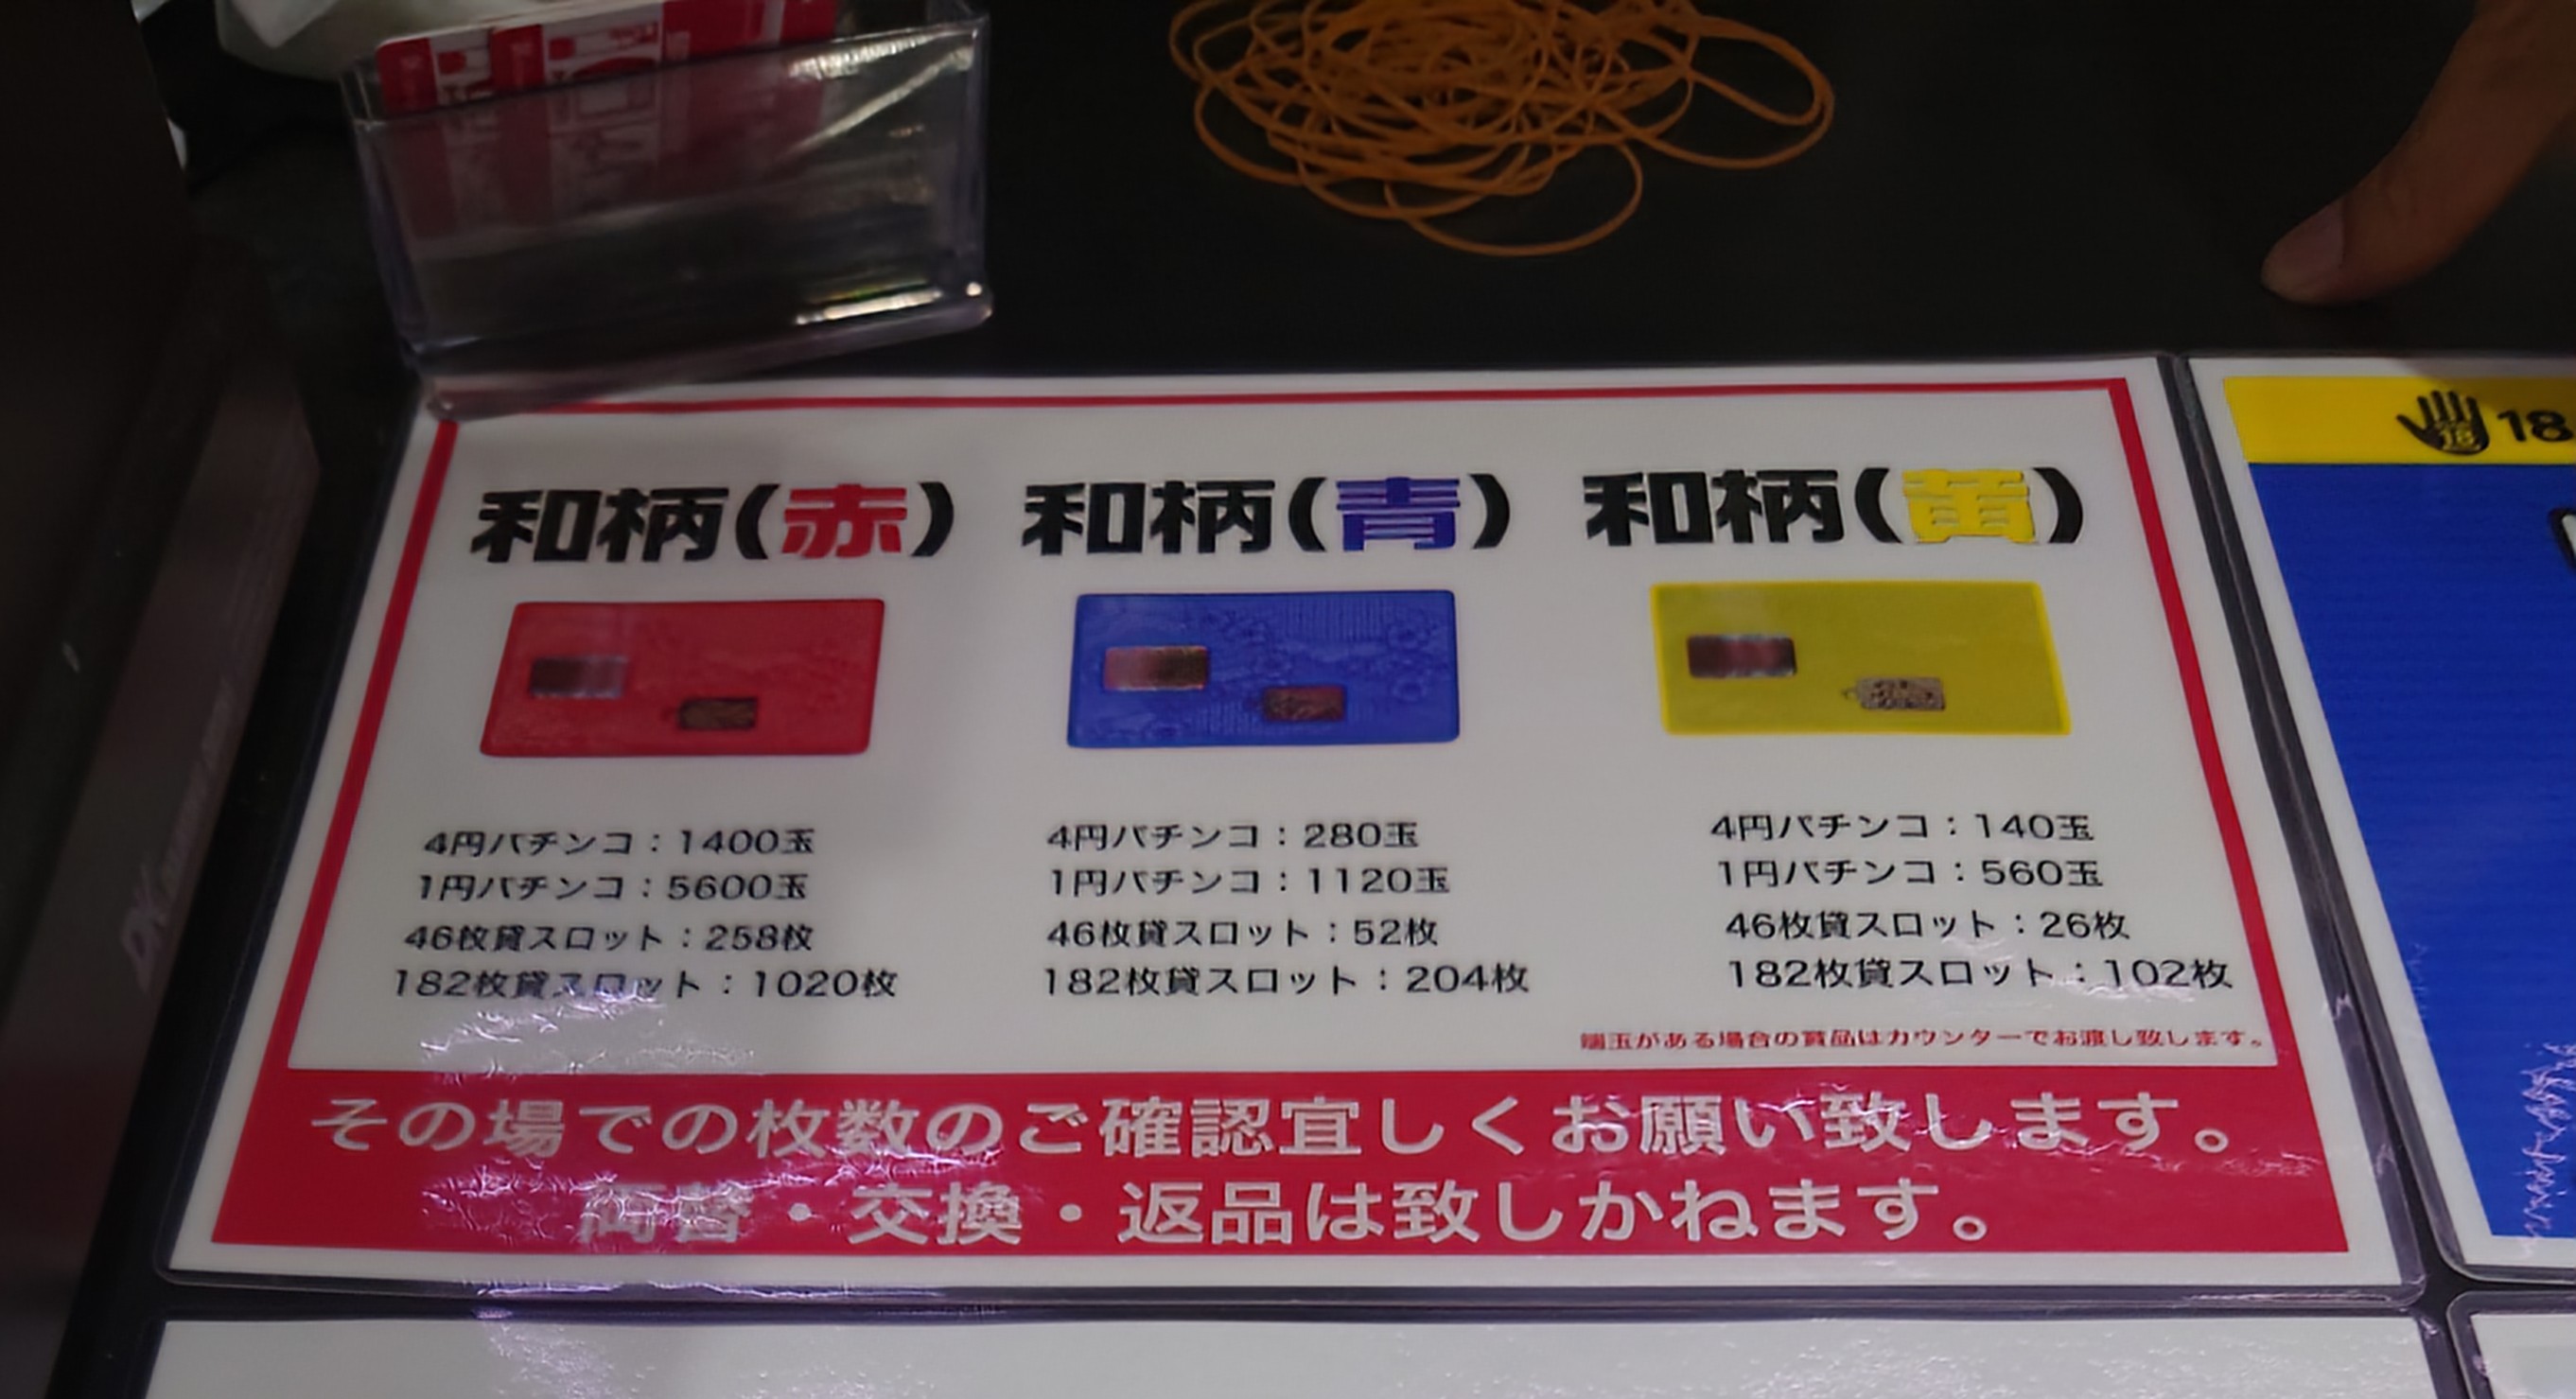 和柄(赤)
和柄(青)
和柄(黄)
4円パチンコ：1400玉
1円パチンコ：5600玉
46枚貸スロット：258枚
182枚貸スロット：1020枚
4円パチンコ：280玉
1円パチンコ：1120玉
46枚貸スロット：52枚
182枚貸スロット：204枚
4円パチンコ：140玉
1円パチンコ：560玉
46枚貸スロット：26枚
182枚貸スロット：102枚
端玉がある場合の賞品はカウンターでお渡し致します。
その場での枚数のご確認宜しくお願い致します。
両替・交換・返品は致しかねます。
18